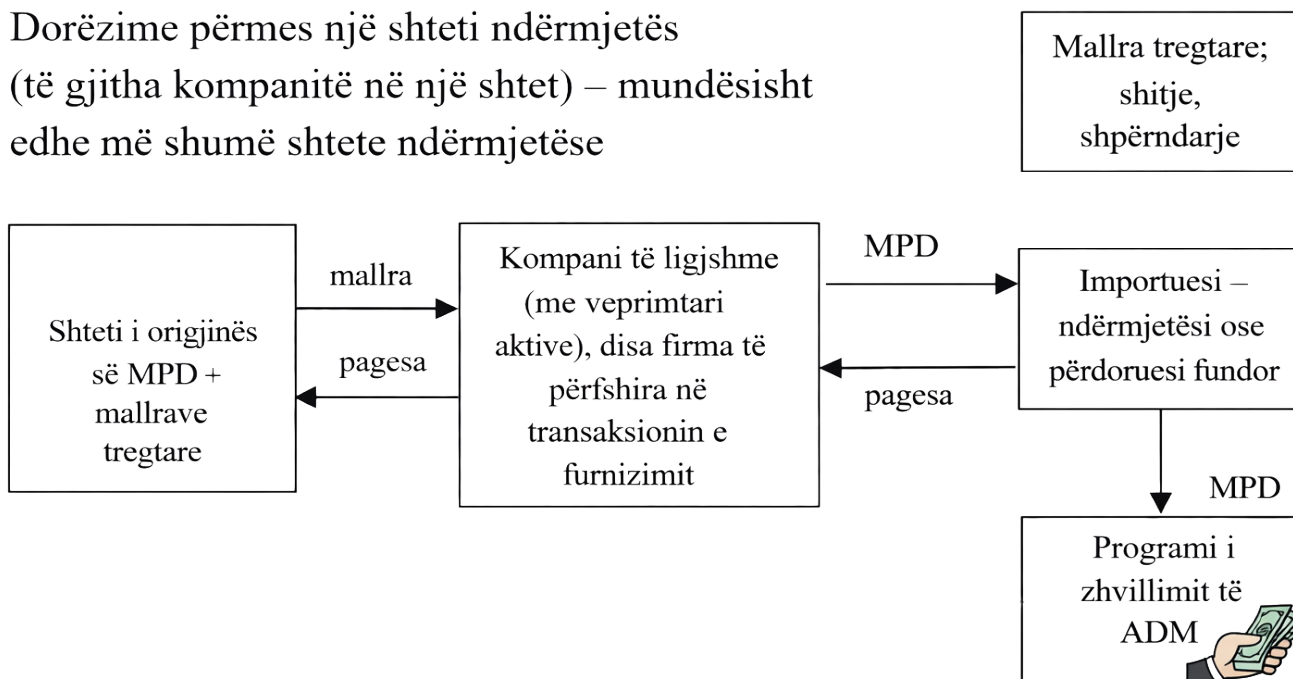 Dorëzime përmes një shteti ndërmjetës
(të gjitha kompanitë në një shtet) – mundësisht
edhe më shumë shtete ndërmjetëse
Mallra tregtare;
shitje,
shpërndarje
Shteti i origjinës
së MPD +
mallrave
tregtare
mallra
pagesa
Kompani të ligjshme
(me veprimtari
aktive), disa firma të
përfshira në
transaksionin e
furnizimit
MPD
pagesa
Importuesi –
ndërmjetësi ose
përdoruesi fundor
MPD
Programi i
zhvillimit të
ADM